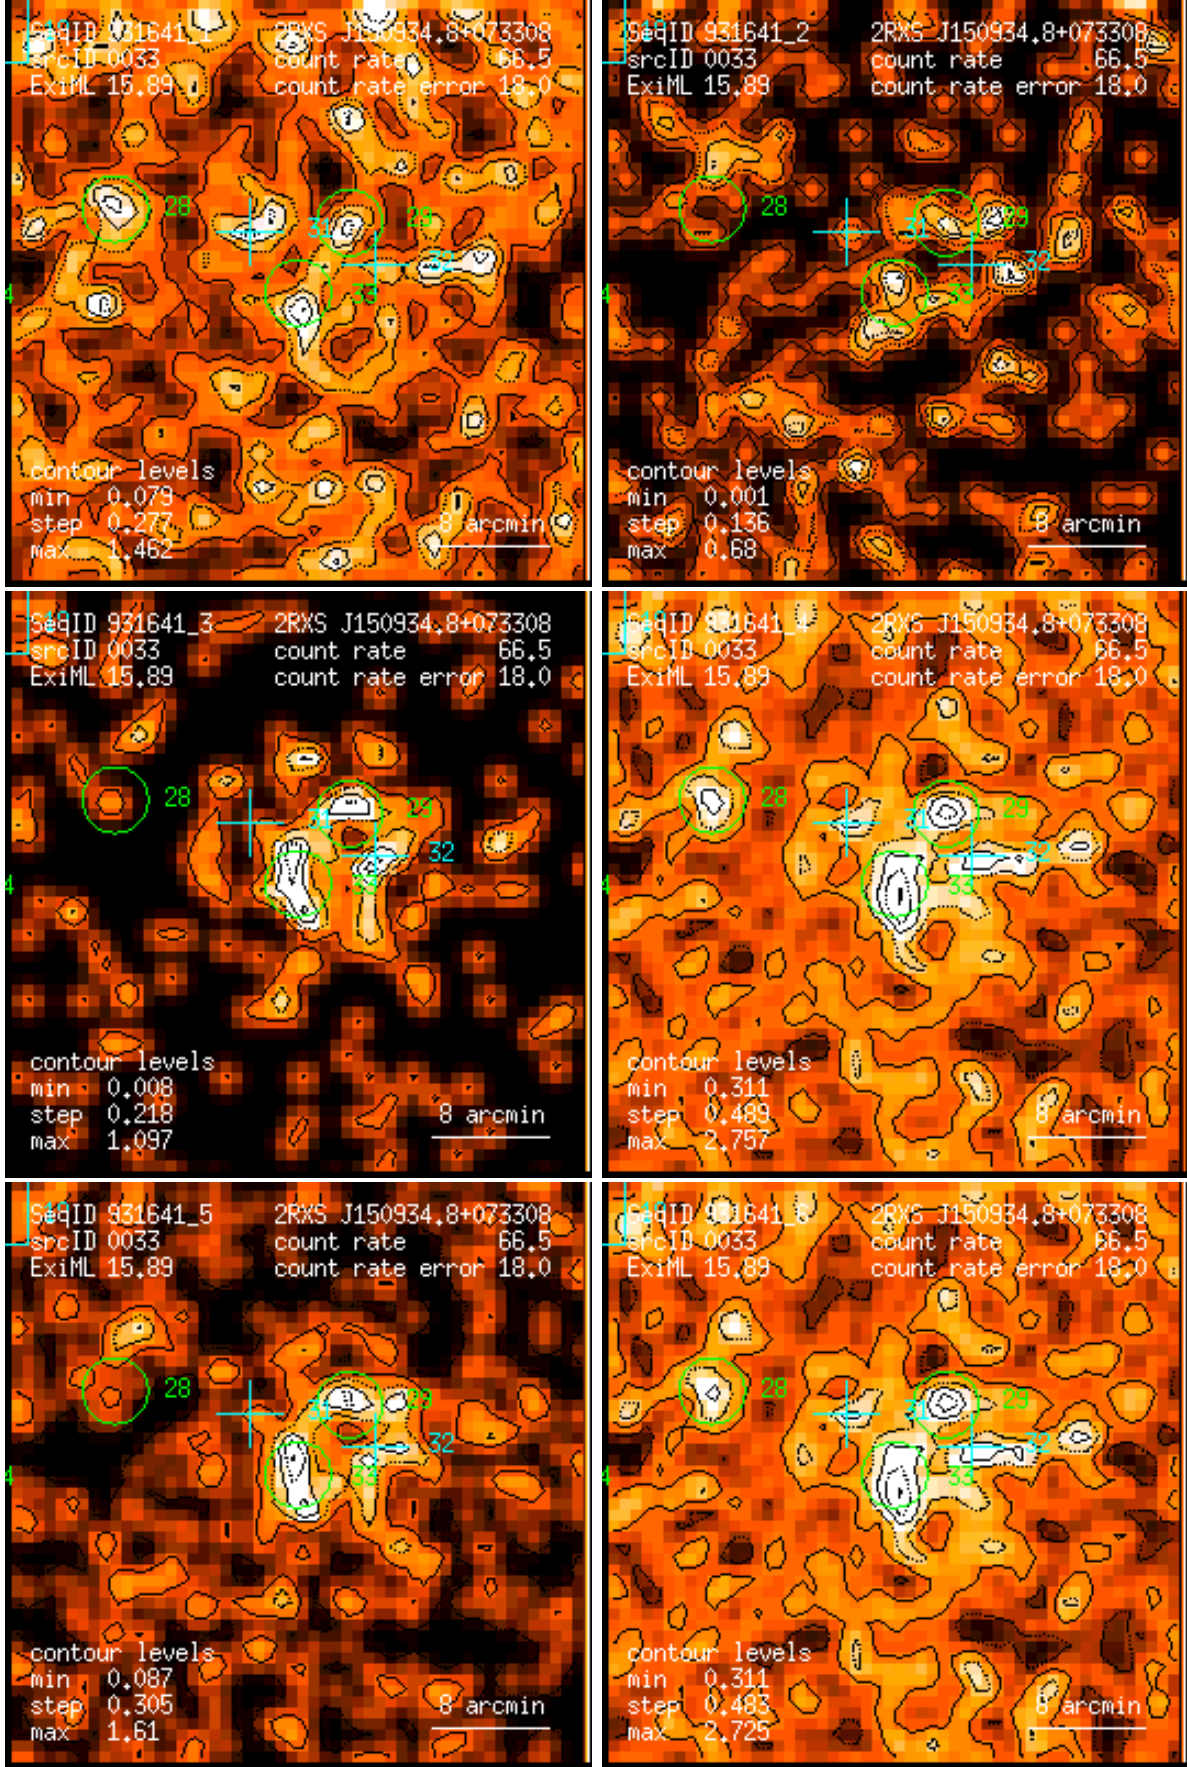 SeqID 931641_1 2RXS J150934.8+073308
srcID 0033 count rate 66.5
ExiML 15.89 count rate error 18.0
28
29
31
32
33
4
contour levels
min 0.079
step 0.277
max 1.462
8 arcmin
SeqID 931641_2 2RXS J150934.8+073308
srcID 0033 count rate 66.5
ExiML 15.89 count rate error 18.0
28
29
31
32
33
4
contour levels
min 0.001
step 0.136
max 0.68
8 arcmin
SeqID 931641_3 2RXS J150934.8+073308
srcID 0033 count rate 66.5
ExiML 15.89 count rate error 18.0
28
29
31
32
33
4
contour levels
min 0.008
step 0.218
max 1.097
8 arcmin
SeqID 931641_4 2RXS J150934.8+073308
srcID 0033 count rate 66.5
ExiML 15.89 count rate error 18.0
28
29
31
32
33
4
contour levels
min 0.311
step 0.489
max 2.757
8 arcmin
SeqID 931641_5 2RXS J150934.8+073308
srcID 0033 count rate 66.5
ExiML 15.89 count rate error 18.0
28
29
31
32
33
4
contour levels
min 0.087
step 0.305
max 1.61
8 arcmin
SeqID 931641_6 2RXS J150934.8+073308
srcID 0033 count rate 66.5
ExiML 15.89 count rate error 18.0
28
29
31
32
33
4
contour levels
min 0.311
step 0.483
max 2.725
8 arcmin